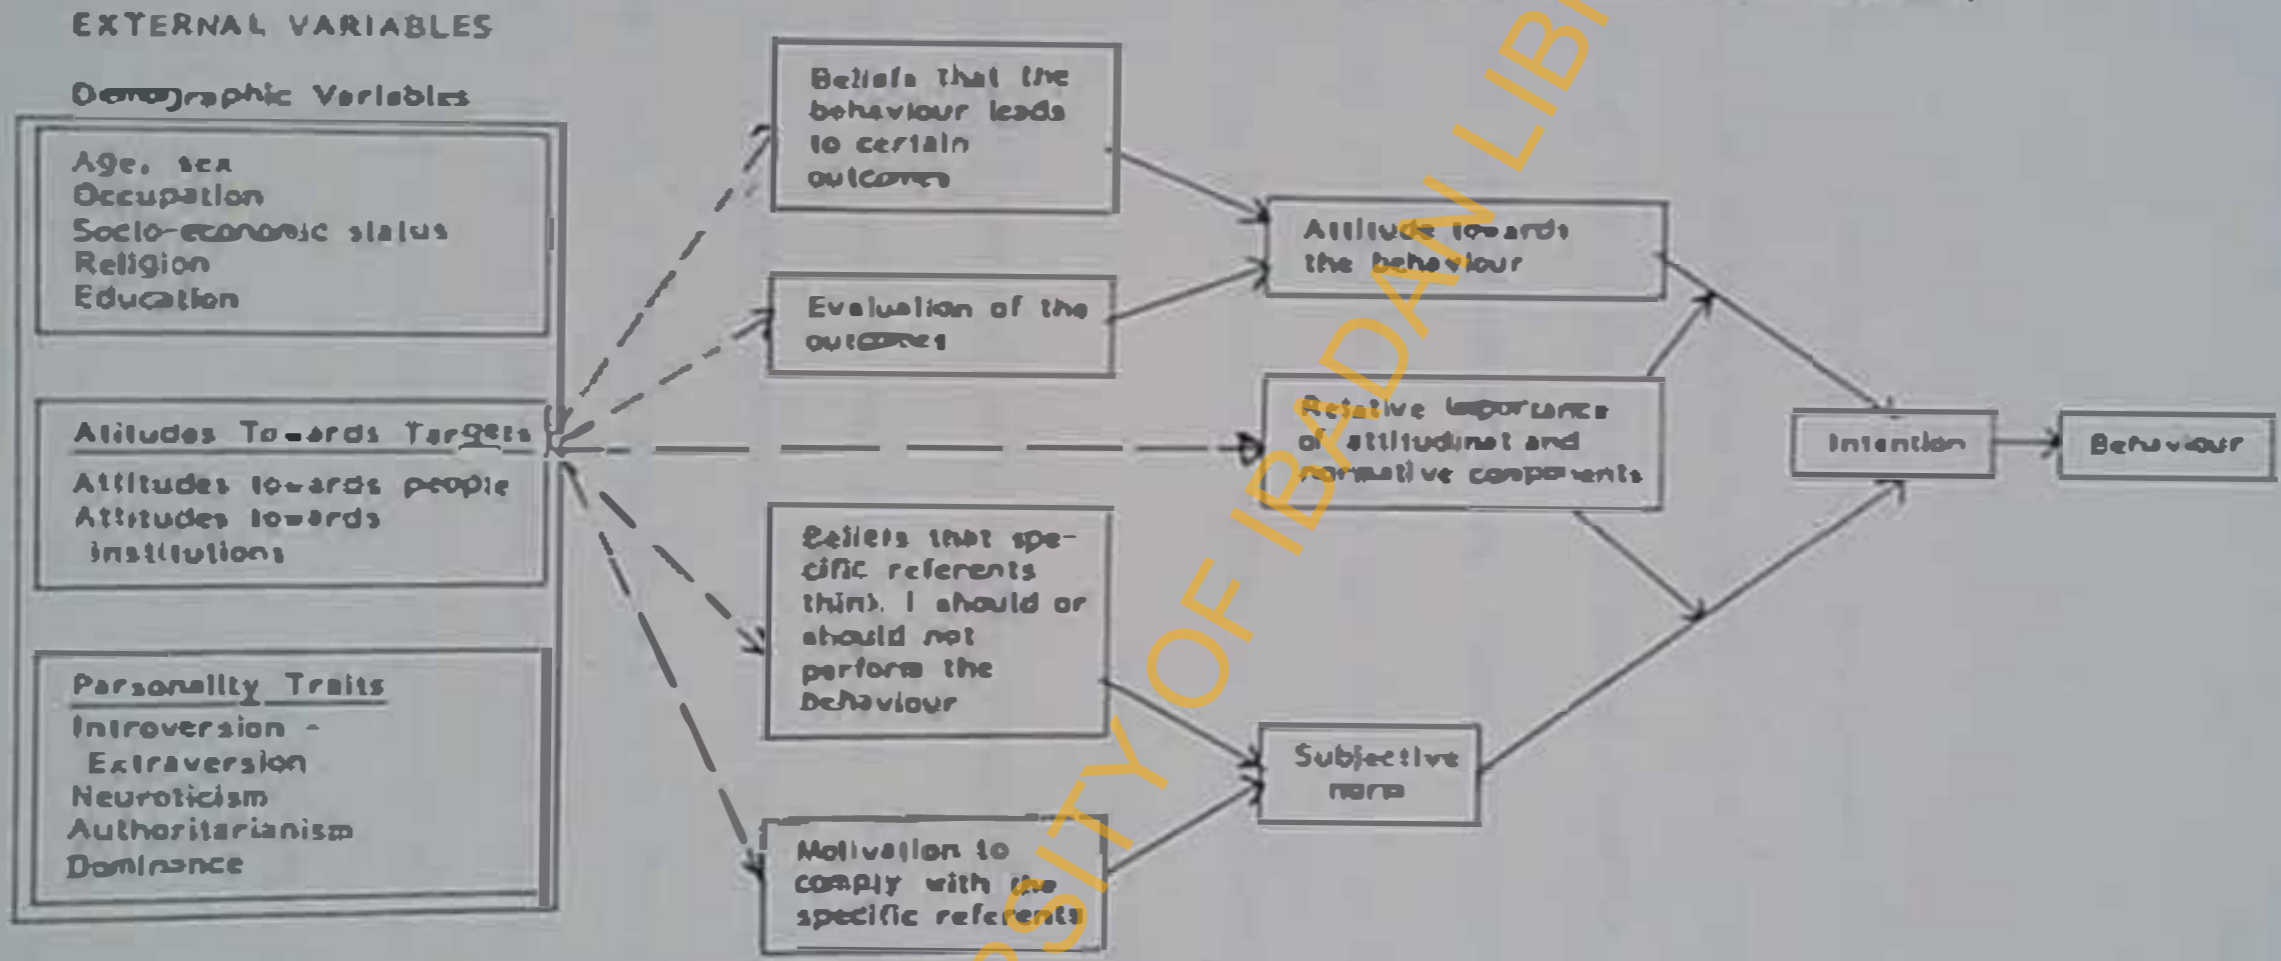 EXTERNAL VARIABLES
Demographic Variables
Age, sex
Occupation
Socio-economic status
Religion
Education
Attitudes Towards Targets
Attitudes towards people
Attitudes towards
institutions
Personality Traits
Introversion -
Extraversion
Neuroticism
Authoritarianism
Dominance
Beliefs that the
behaviour leads
to certain
outcomes
Evaluation of the
outcomes
Beliefs that spe-
cific referents
think I should or
should not
perform the
behaviour
Motivation to
comply with the
specific referents
Attitude towards
the behaviour
Relative importance
of attitudinal and
normative components
Subjective
norm
Intention
Behaviour
OF IBADAN